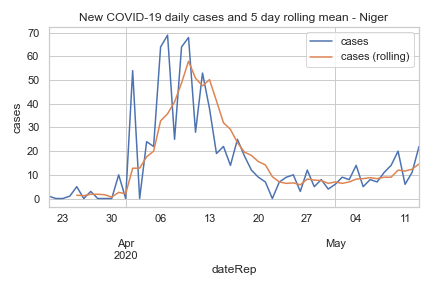 New COVID-19 daily cases and 5 day rolling mean - Niger
cases
cases (rolling)
70
60
50
40
30
20
10
0
cases
23
30
06
13
20
27
04
11
Apr
2020
May
dateRep